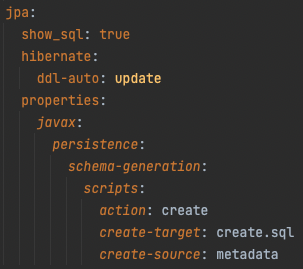 jpa:
show_sql: true
hibernate:
ddl-auto: update
properties:
javax:
persistence:
schema-generation:
scripts:
action: create
create-target: create.sql
create-source: metadata